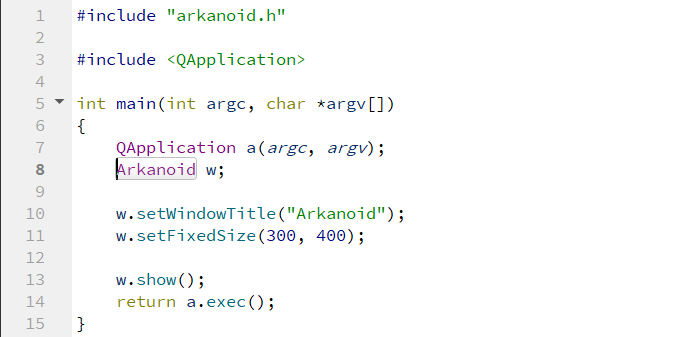 1 #include "arkanoid.h"
2
3 #include <QApplication>
4
5 int main(int argc, char *argv[])
6 {
7     QApplication a(argc, argv);
8     Arkanoid w;
9
10     w.setWindowTitle("Arkanoid");
11     w.setFixedSize(300, 400);
12
13     w.show();
14     return a.exec();
15 }